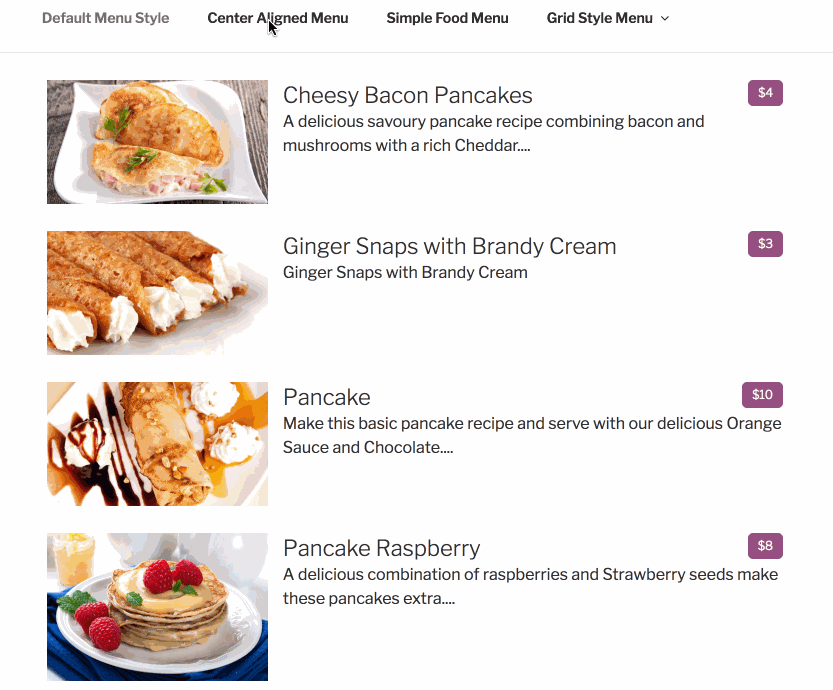 Default Menu Style Center Aligned Menu Simple Food Menu Grid Style Menu
Cheesy Bacon Pancakes $4
A delicious savoury pancake recipe combining bacon and
mushrooms with a rich Cheddar....
Ginger Snaps with Brandy Cream $3
Ginger Snaps with Brandy Cream
Pancake $10
Make this basic pancake recipe and serve with our delicious Orange
Sauce and Chocolate....
Pancake Raspberry $8
A delicious combination of raspberries and Strawberry seeds make
these pancakes extra....